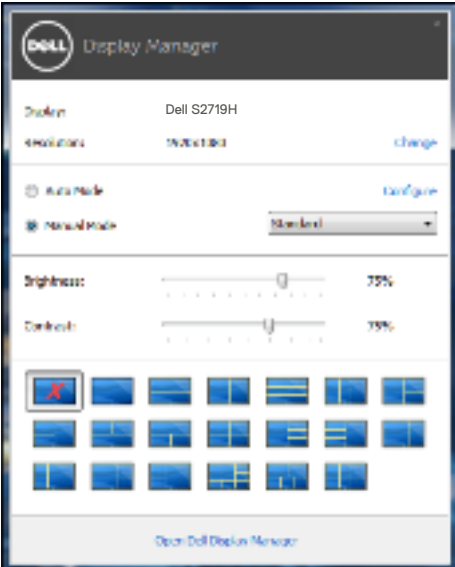 DELL Display Manager
Display: Dell S2719H
Resolution: 1920x1080 Change
Auto Mode Configure
Manual Mode Standard
Brightness: 75%
Contrast: 75%
Open Dell Display Manager